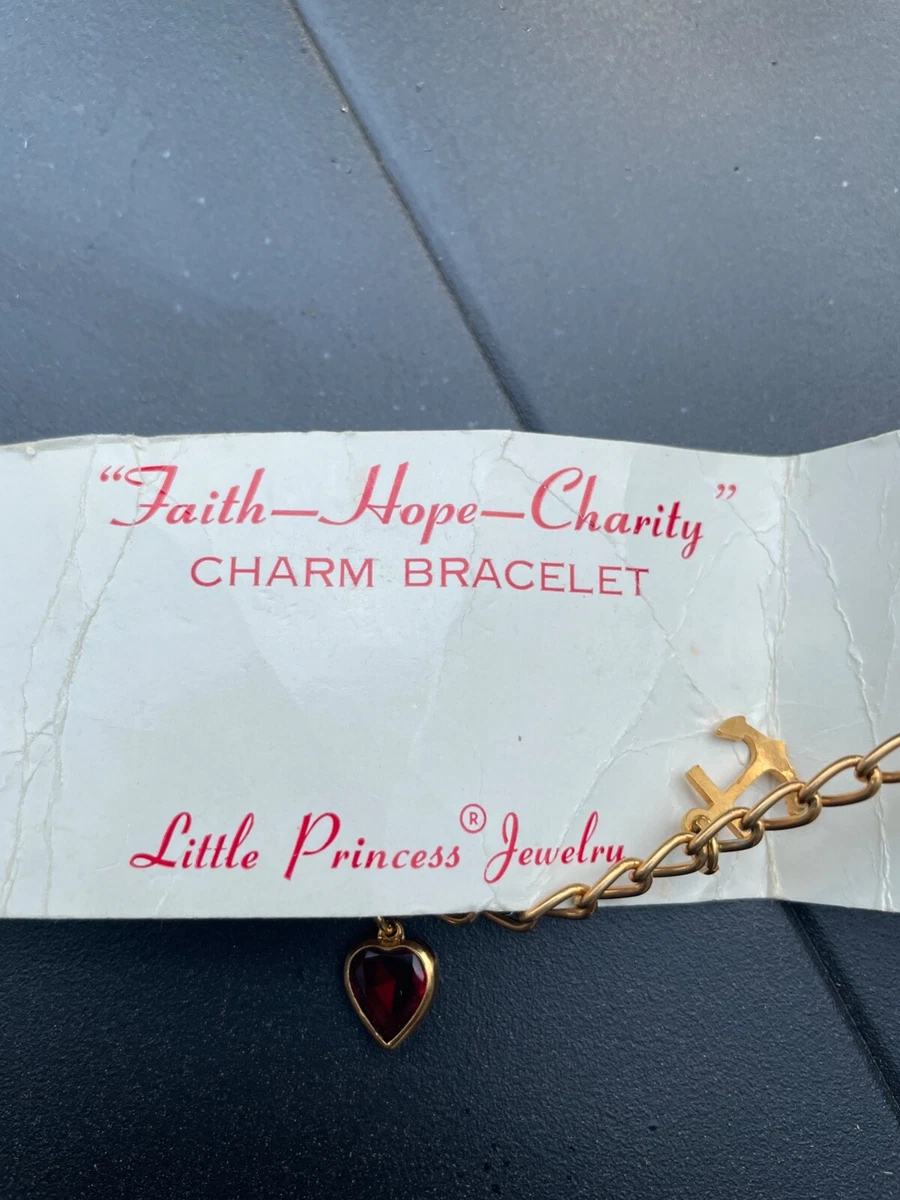 “Faith—Hope—Charity”
CHARM BRACELET
Little Princess® Jewelry